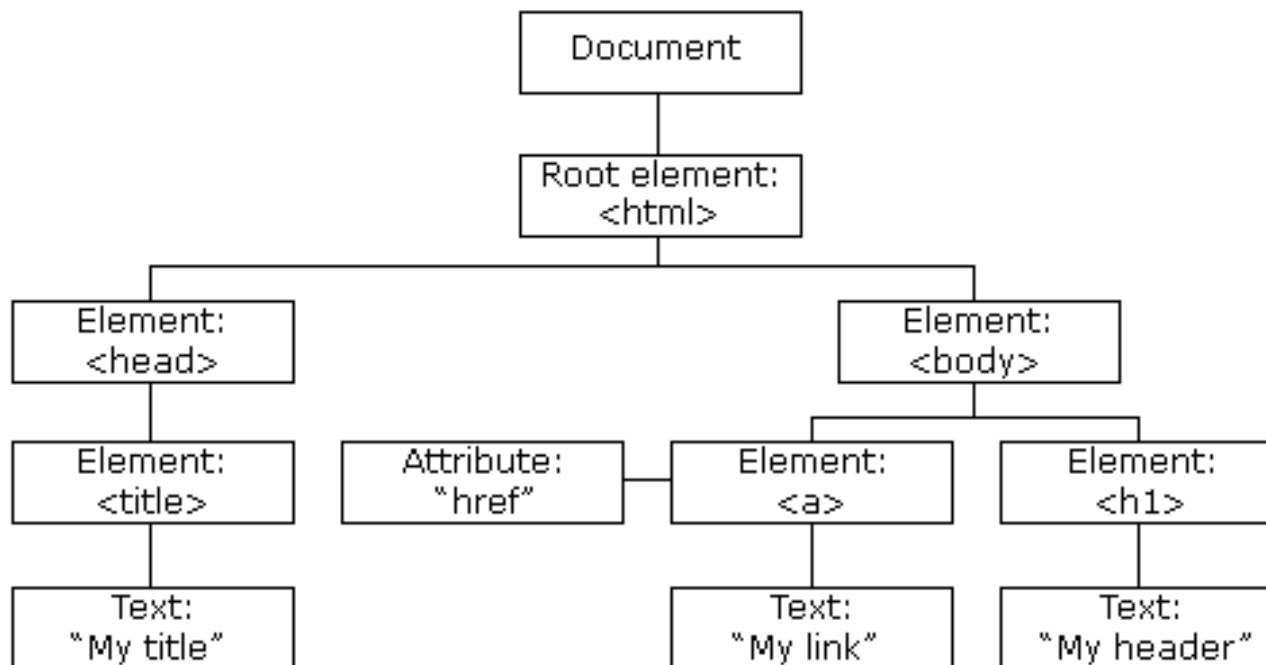 Document
Root element:
<html>
Element:
<head>
Element:
<body>
Element:
<title>
Attribute:
“href”
Element:
<a>
Element:
<h1>
Text:
“My title”
Text:
“My link”
Text:
“My header”